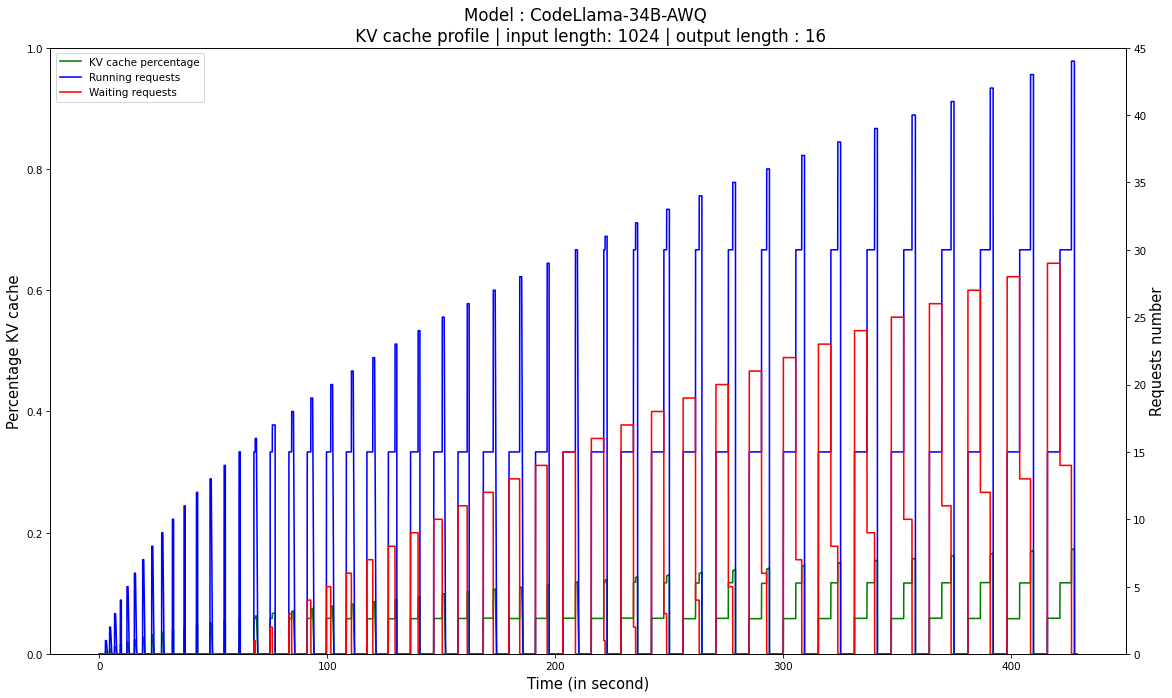 Model : CodeLlama-34B-AWQ
KV cache profile | input length: 1024 | output length : 16
KV cache percentage
Running requests
Waiting requests
1.0
0.8
0.6
0.4
0.2
0.0
Percentage KV cache
45
40
35
30
25
20
15
10
5
0
Requests number
0
100
200
300
400
Time (in second)